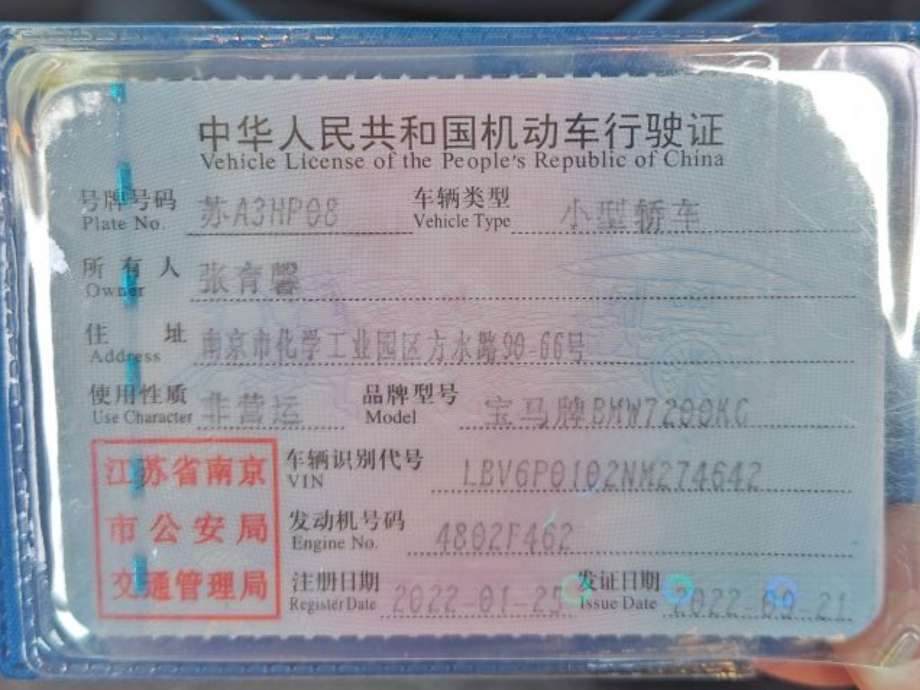 中华人民共和国机动车行驶证
Vehicle License of the People's Republic of China
号牌号码 苏A3HP08 车辆类型 小型轿车
Plate No. Vehicle Type
所有人 张育馨
Owner
住址 南京市化学工业园区方水路90-66号
Address
使用性质 非营运 品牌型号 宝马牌BMW7200KC
Use Character Model
江苏省南京 车辆识别代号 LBV6P0102NM274642
VIN
市公安局 发动机号码 4802F462
Engine No.
交通管理局 注册日期 2022-01-25 发证日期 2022-09-21
Register Date Issue Date